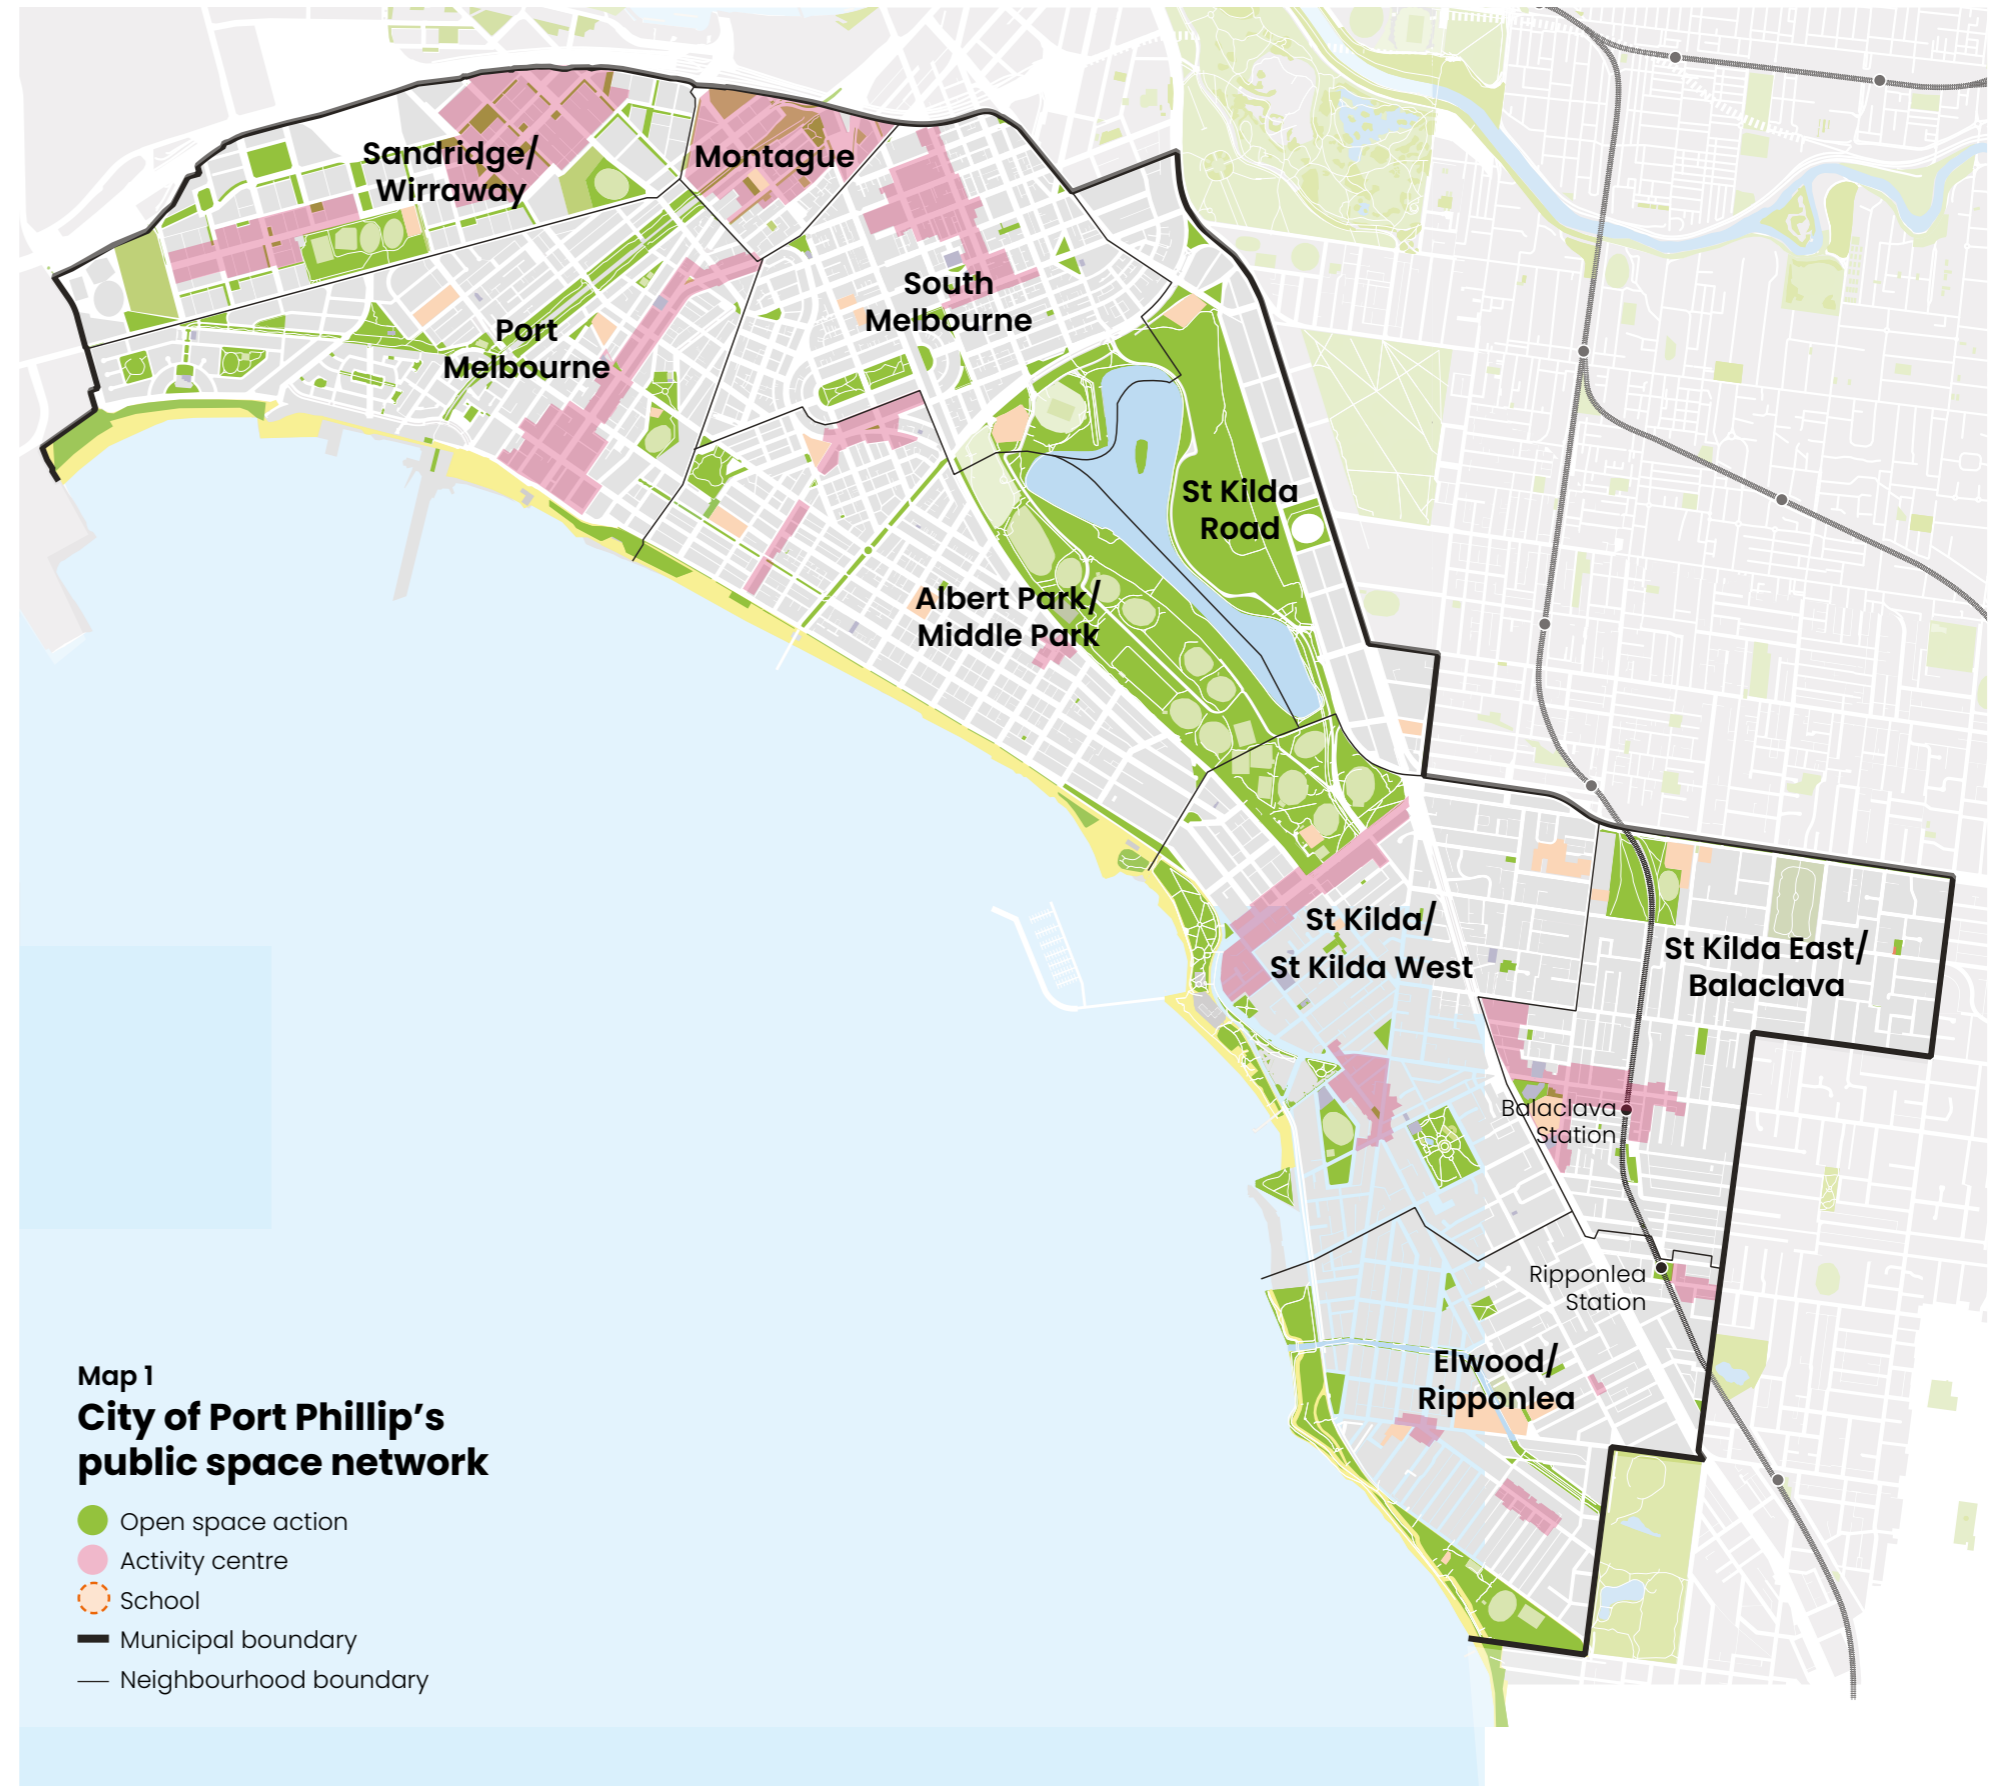 Sandridge/
Wirraway
Montague
South
Melbourne
Port
Melbourne
St Kilda
Road
Albert Park/
Middle Park
St Kilda/
St Kilda West
St Kilda East/
Balaclava
Balaclava
Station
Ripponlea
Station
Elwood/
Ripponlea
Map 1
City of Port Phillip’s
public space network
Open space action
Activity centre
School
Municipal boundary
Neighbourhood boundary